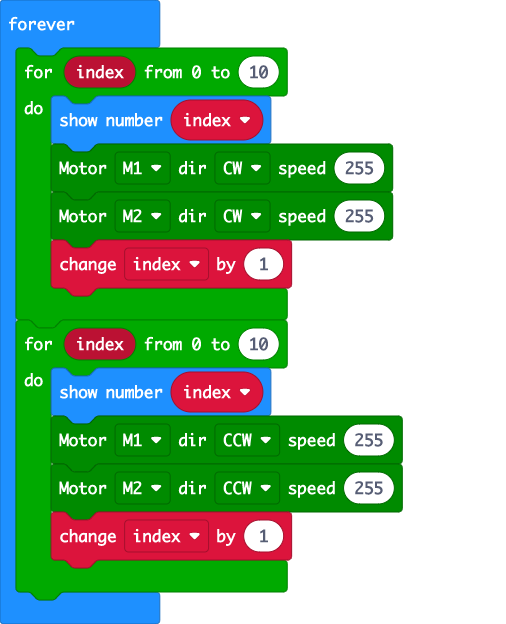 forever
for index from 0 to 10
do
show number index
Motor M1 dir CW speed 255
Motor M2 dir CW speed 255
change index by 1
for index from 0 to 10
do
show number index
Motor M1 dir CCW speed 255
Motor M2 dir CCW speed 255
change index by 1